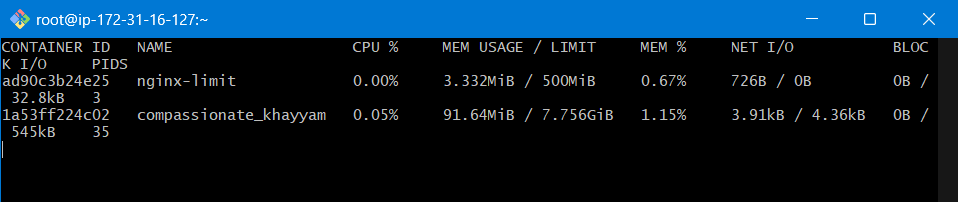 root@ip-172-31-16-127:~
CONTAINER ID   NAME                    CPU %     MEM USAGE / LIMIT     MEM %     NET I/O           BLOC
K I/O     PIDS
ad90c3b24e25   nginx-limit             0.00%     3.332MiB / 500MiB     0.67%     726B / 0B         0B /
 32.8kB   3
1a53ff224c02   compassionate_khayyam   0.05%     91.64MiB / 7.756GiB   1.15%     3.91kB / 4.36kB   0B /
 545kB    35